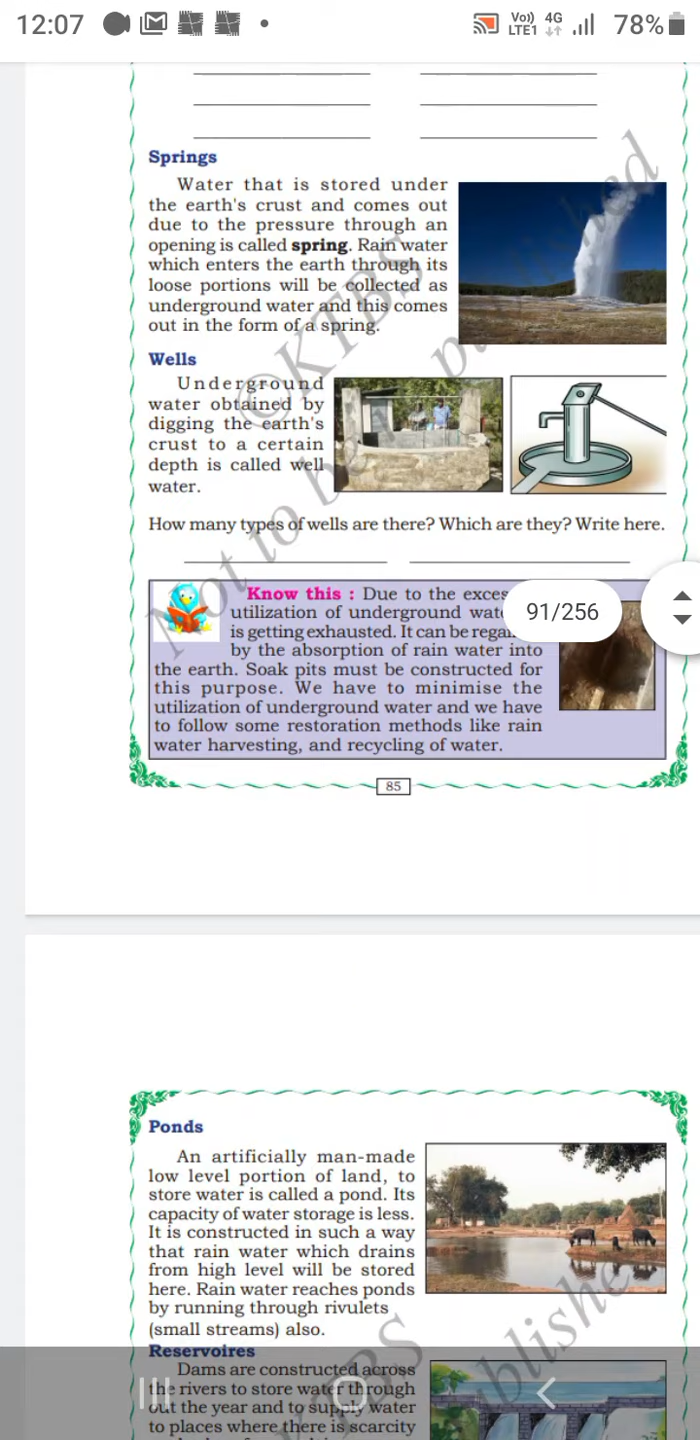 12:07
Vo)) 4G
LTE1
78%
Springs
Water that is stored under
the earth's crust and comes out
due to the pressure through an
opening is called spring. Rain water
which enters the earth through its
loose portions will be collected as
underground water and this comes
out in the form of a spring.
Wells
Underground
water obtained by
digging the earth's
crust to a certain
depth is called well
water.
How many types of wells are there? Which are they? Write here.
Know this : Due to the
utilization of underground
is getting exhausted. It can be
by the absorption of rain water into
the earth. Soak pits must be constructed for
this purpose. We have to minimise the
utilization of underground water and we have
to follow some restoration methods like rain
water harvesting, and recycling of water.
91/256
85
©KTBS
Not to be published
Ponds
An artificially man-made
low level portion of land, to
store water is called a pond. Its
capacity of water storage is less.
It is constructed in such a way
that rain water which drains
from high level will be stored
here. Rain water reaches ponds
by running through rivulets
(small streams) also.
Reservoires
Dams are constructed across
the rivers to store water through
out the year and to supply water
to places where there is scarcity
KTBS